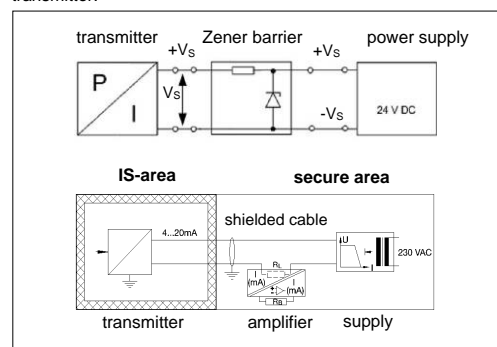 transmitter.
transmitter Zener barrier power supply
+VS +VS
P
I
VS
24 V DC
-VS
IS-area secure area
shielded cable
4...20mA
U
I
230 VAC
RL
I
(mA)
I
(mA)
RB
transmitter amplifier supply